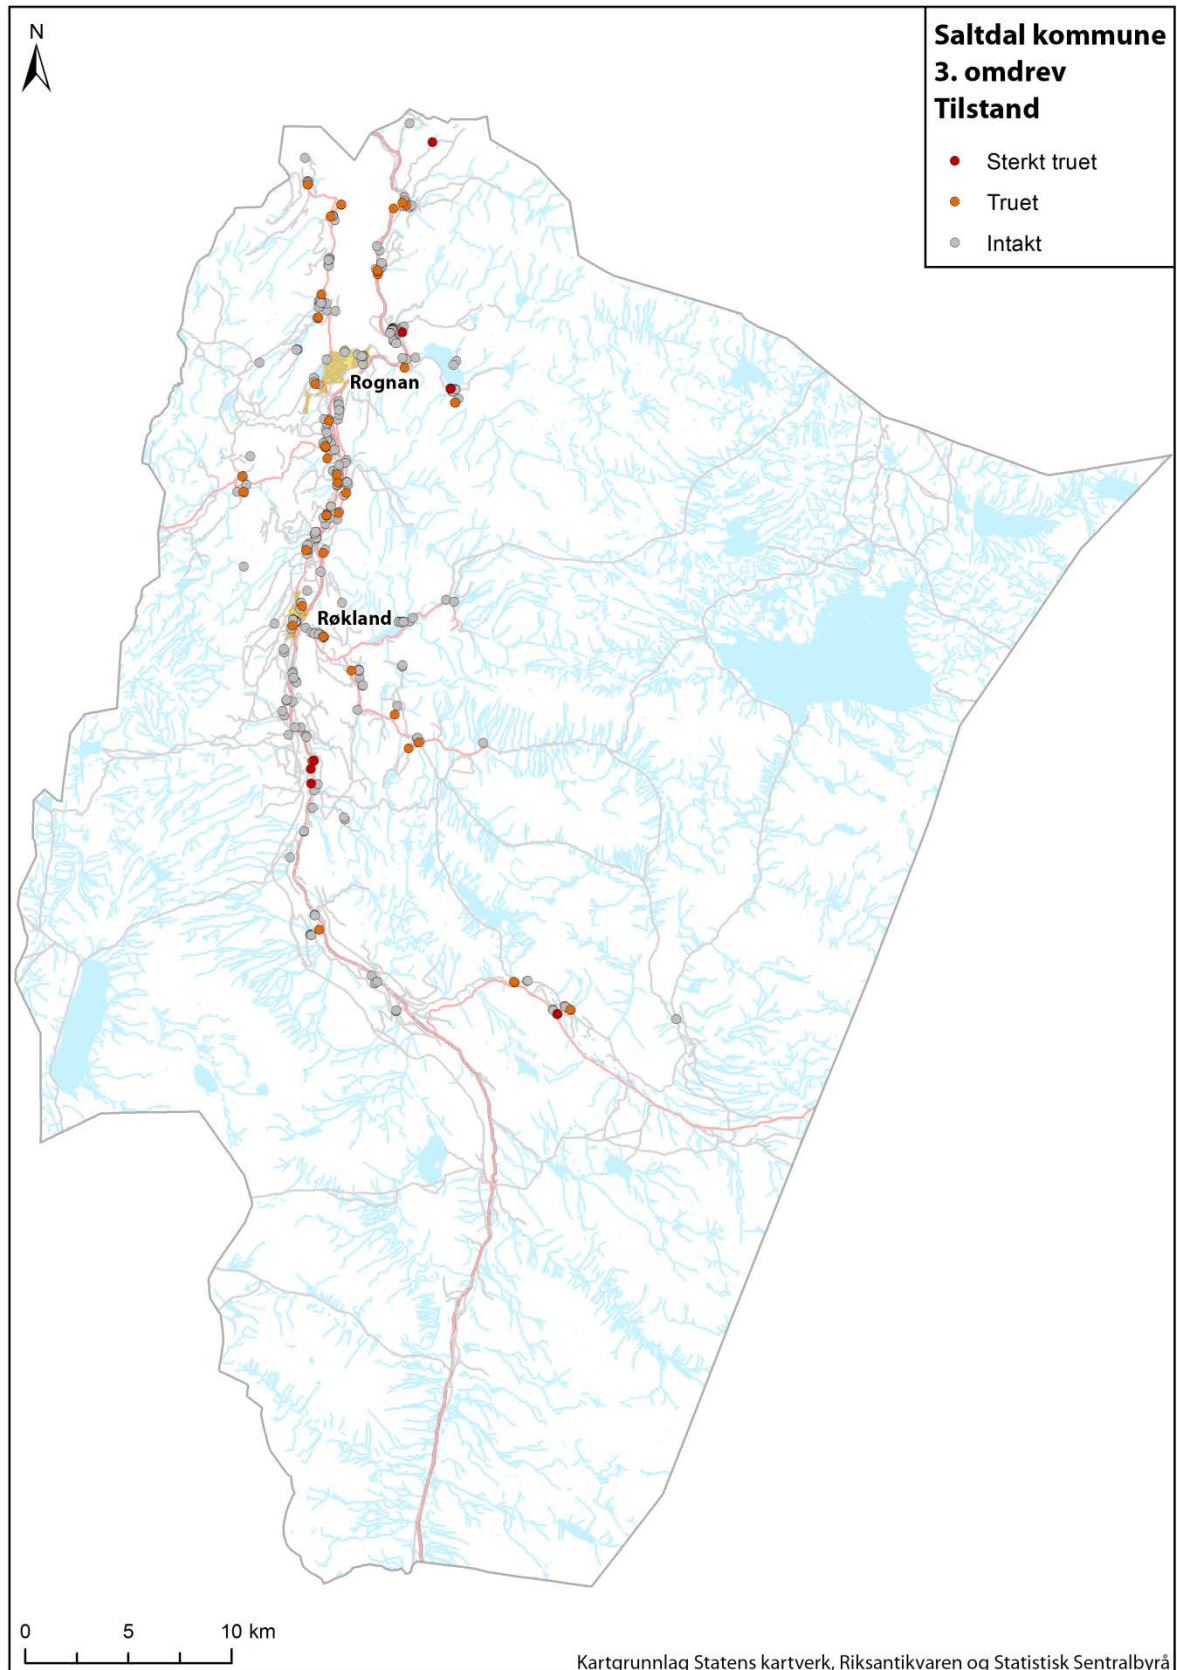 N
Saltdal kommune
3. omdrev
Tilstand
Sterkt truet
Truet
Intakt
Rognan
Røkland
0 5 10 km
Kartgrunnlag Statens kartverk, Riksantikvaren og Statistisk Sentralbyrå